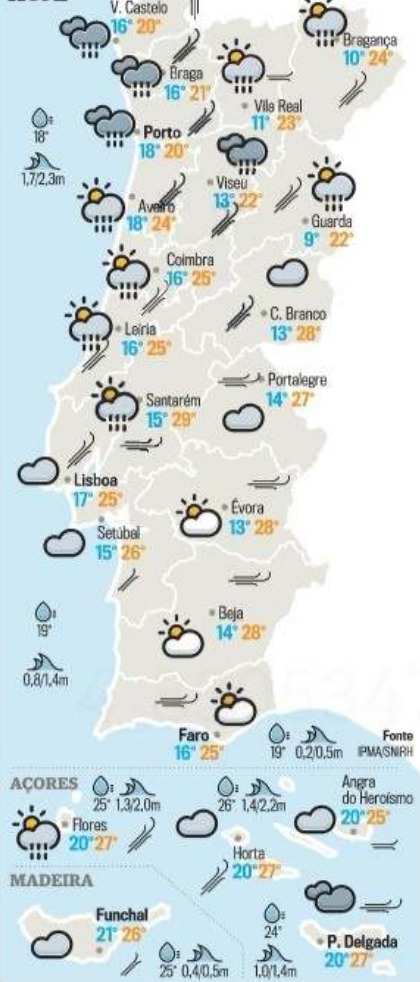 V. Castelo
16° 20°
Bragança
10° 24°
Braga
16° 21°
Vila Real
11° 23°
18°
Porto
18° 20°
1,7/2,3m
Viseu
13° 22°
Aveiro
18° 24°
Guarda
9° 22°
Coimbra
16° 25°
C. Branco
13° 28°
Leiria
16° 25°
Portalegre
14° 27°
Santarém
15° 29°
Lisboa
17° 25°
Évora
13° 28°
Setúbal
15° 26°
19°
Beja
14° 28°
0,8/1,4m
Faro
16° 25°
19° 0,2/0,5m
Fonte
IPMA/SNIRH
AÇORES
25° 1.3/2,0m
26° 1,4/2,2m
Angra
do Heroísmo
20° 25°
Flores
20° 27°
Horta
20° 27°
MADEIRA
Funchal
21° 26°
24°
P. Delgada
20° 27°
25° 0,4/0,5m
1.0/1,4m